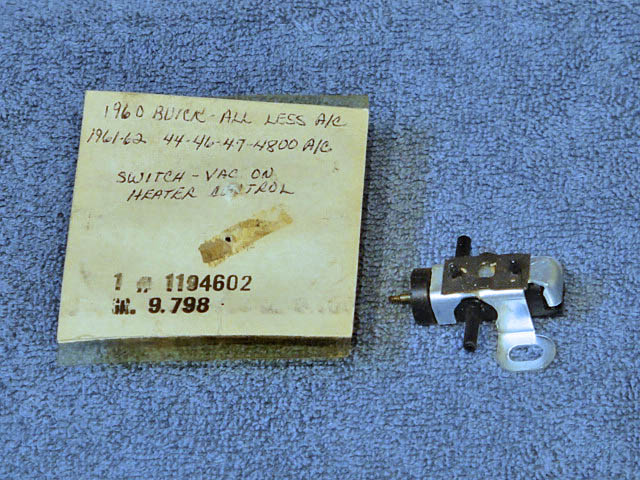 1960 BUICK - ALL LESS A/C
1961-62 44-46-47-4800 A/C
SWITCH - VAC ON
HEATER CONTROL
1 # 1194602
GR. 9.798